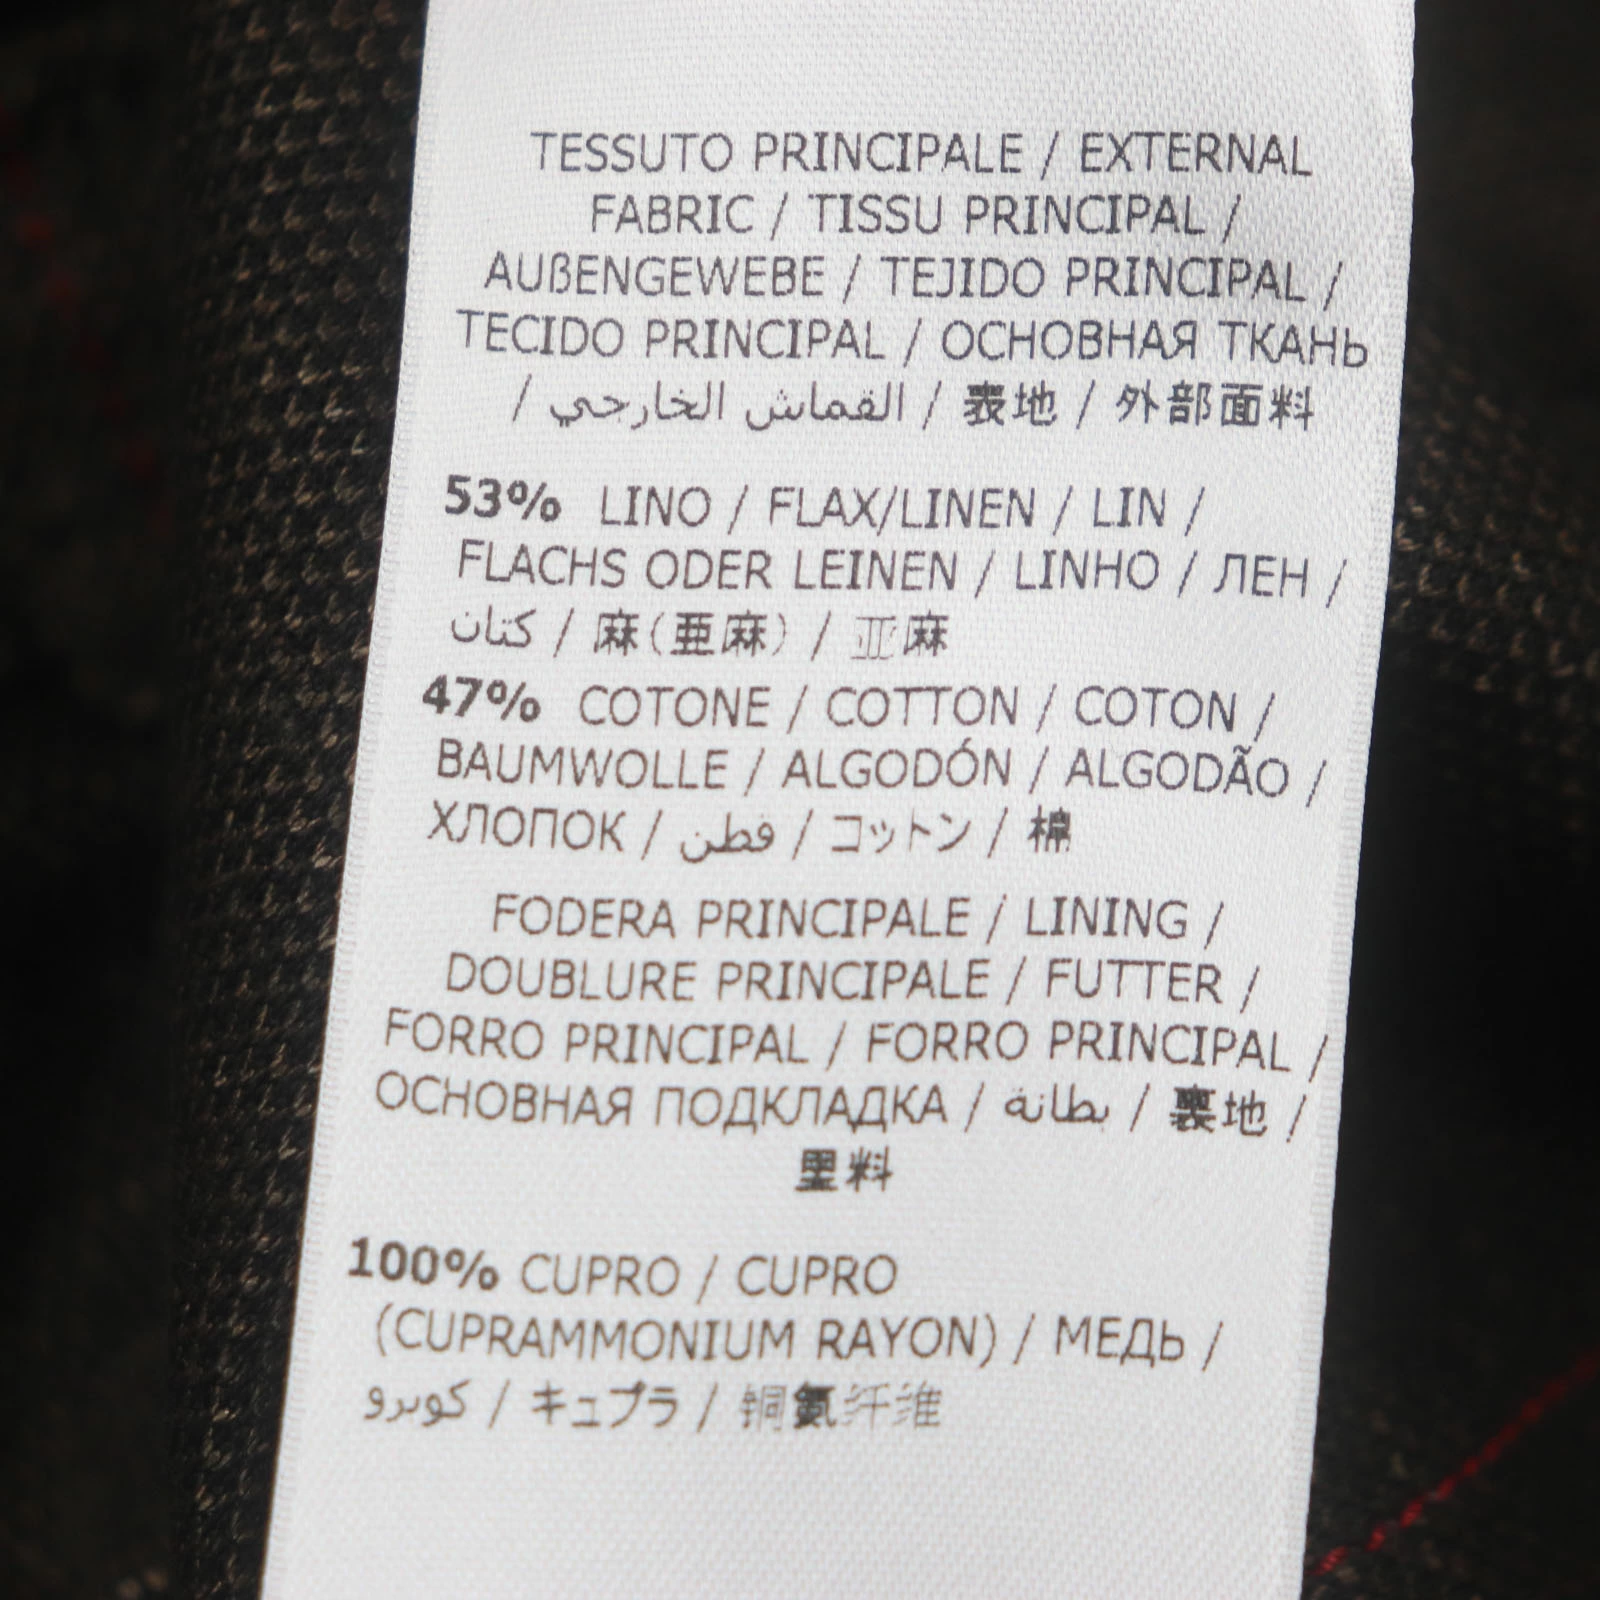 TESSUTO PRINCIPALE / EXTERNAL
FABRIC / TISSU PRINCIPAL /
AUßENGEWEBE / TEJIDO PRINCIPAL /
TECIDO PRINCIPAL / ОСНОВНАЯ ТКАНЬ
/ القماش الخارجي / 表地 / 外部面料
53% LINO / FLAX/LINEN / LIN /
FLACHS ODER LEINEN / LINHO / ЛЕН /
كتان / 麻(亜麻) / 亚麻
47% COTONE / COTTON / COTON /
BAUMWOLLE / ALGODÓN / ALGODÃO /
ХЛОПОК / قطن / コットン / 棉
FODERA PRINCIPALE / LINING /
DOUBLURE PRINCIPALE / FUTTER /
FORRO PRINCIPAL / FORRO PRINCIPAL /
ОСНОВНАЯ ПОДКЛАДКА / بطانة / 裏地 /
里料
100% CUPRO / CUPRO
(CUPRAMMONIUM RAYON) / МЕДЬ /
كوبرو / キュプラ / 铜氨纤维